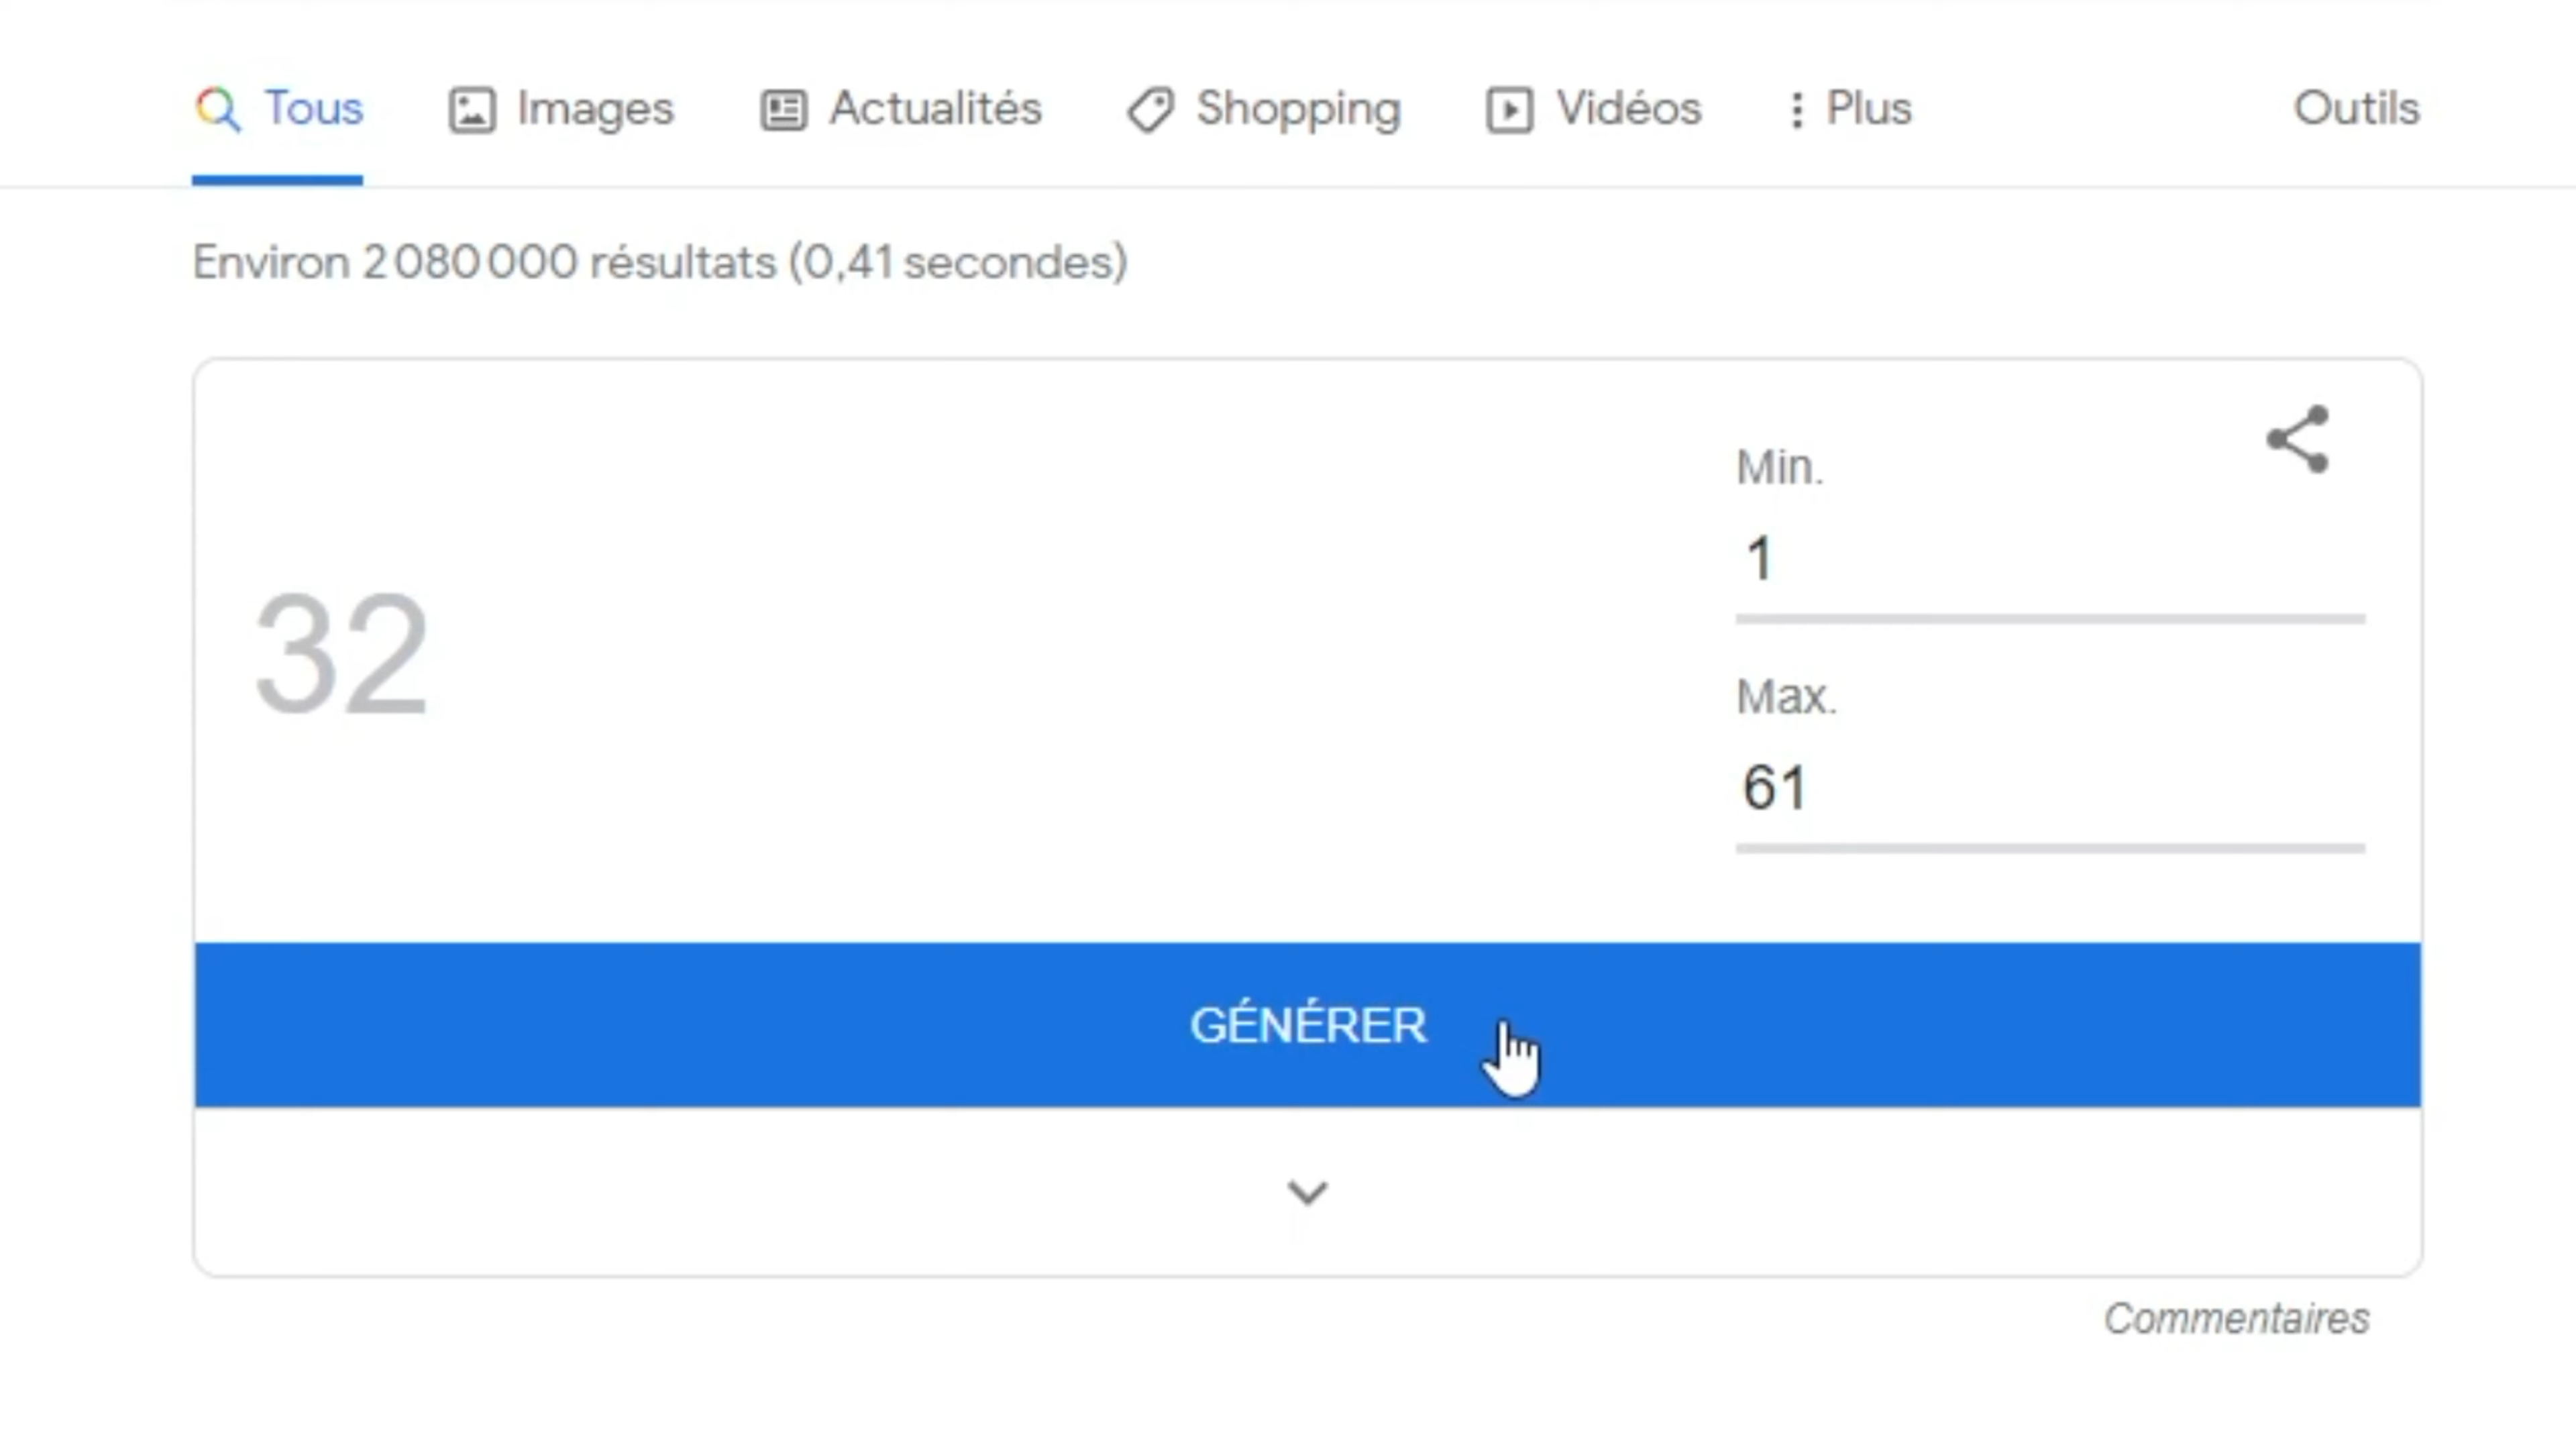 Tous Images Actualités Shopping Vidéos Plus Outils
Environ 2 080 000 résultats (0,41 secondes)
Min.
1
32
Max.
61
GÉNÉRER
Commentaires